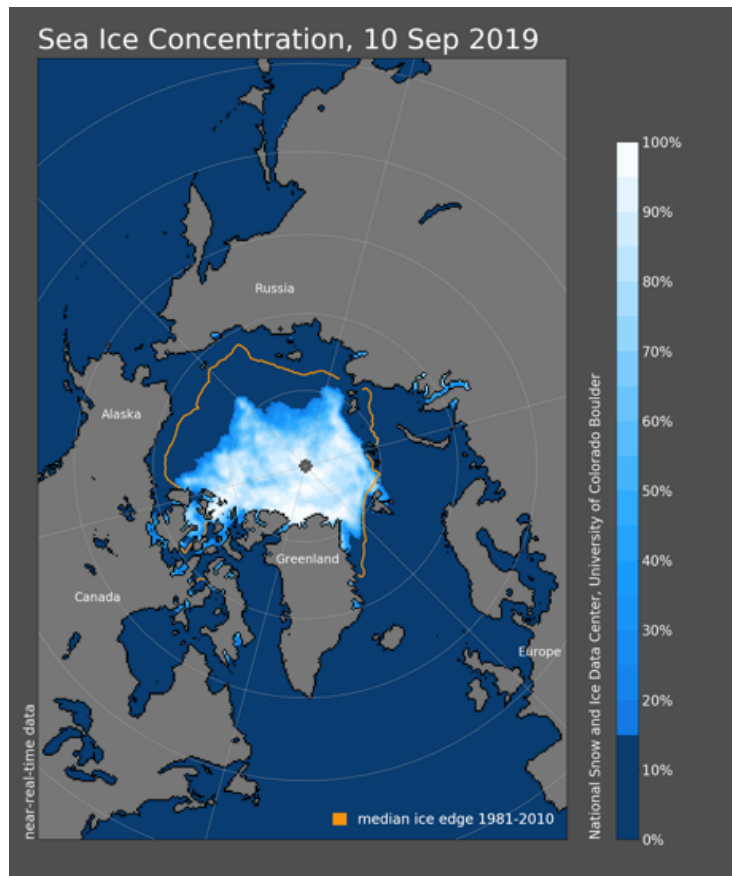 Sea Ice Concentration, 10 Sep 2019
Russia
Alaska
Greenland
Canada
Europe
near-real-time data
median ice edge 1981-2010
National Snow and Ice Data Center, University of Colorado Boulder
100%
90%
80%
70%
60%
50%
40%
30%
20%
10%
0%